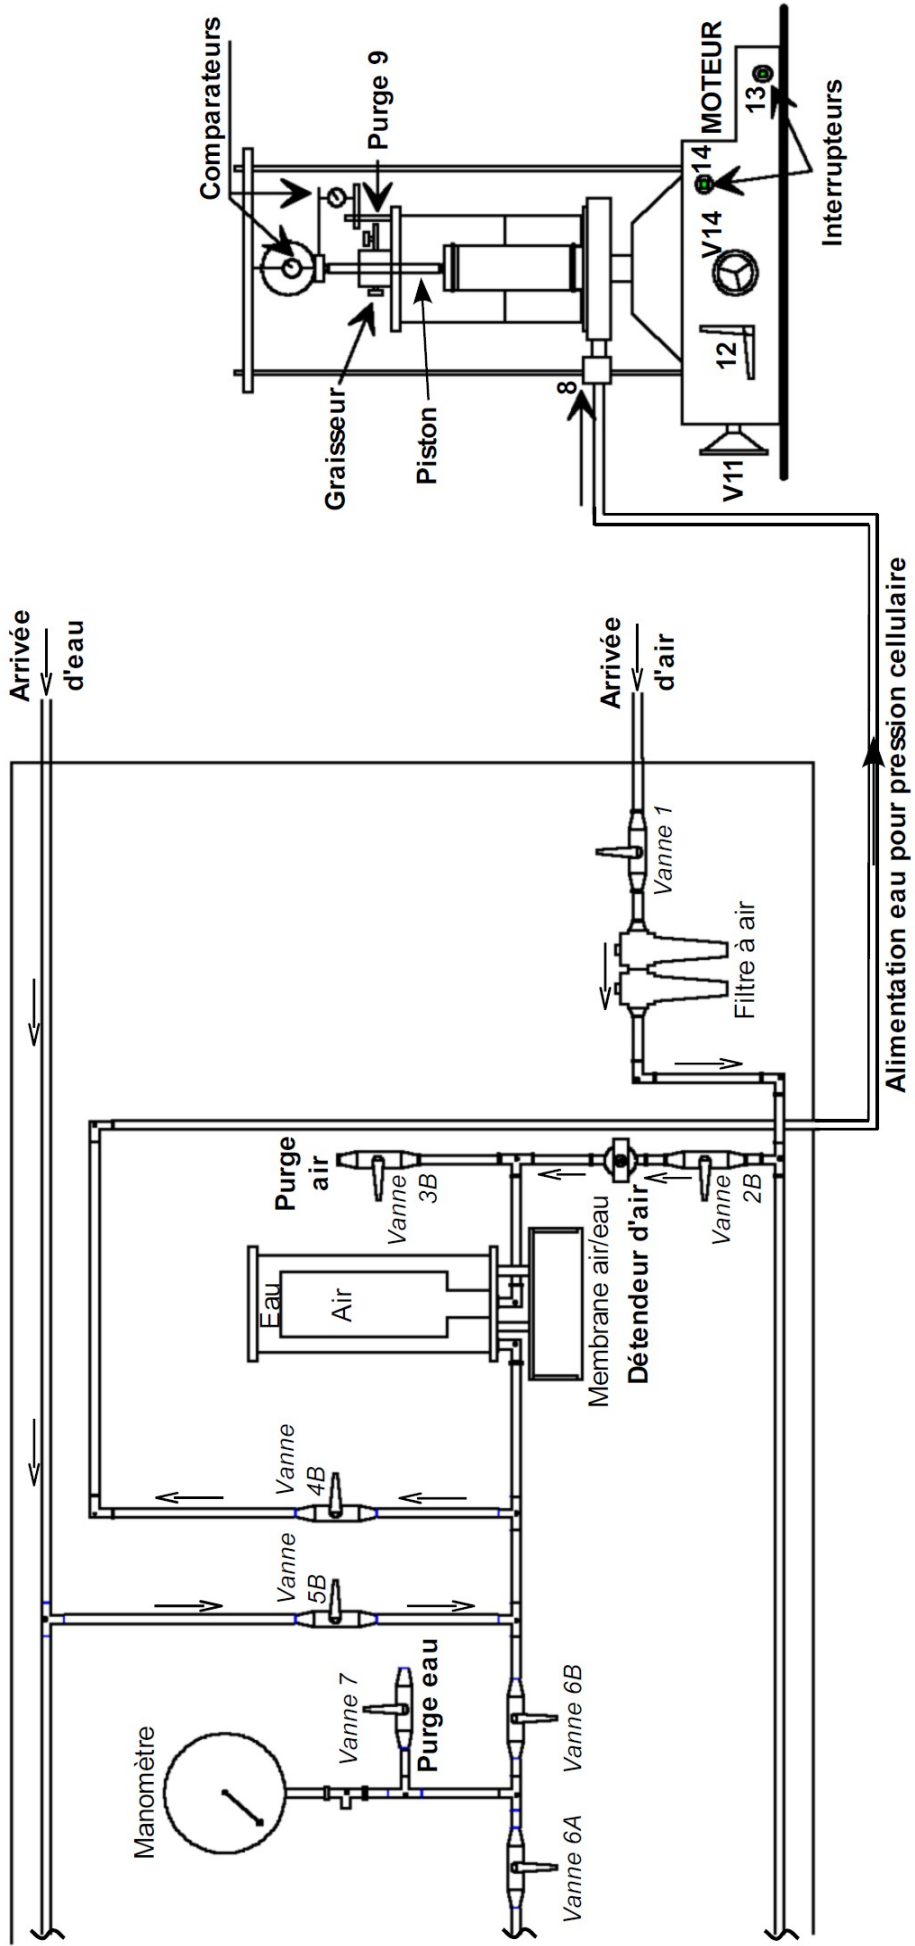 Manomètre
Vanne 7
Purge eau
Vanne 6A
Vanne 6B
Vanne
5B
Vanne
4B
Eau
Air
Membrane air/eau
Purge
air
Vanne
3B
Détendeur d'air
Vanne
2B
Filtre à air
Vanne 1
Arrivée
d'eau
Arrivée
d'air
Alimentation eau pour pression cellulaire
Comparateurs
Purge 9
Graisseur
Piston
8
V11
12
V14
14
MOTEUR
13
Interrupteurs